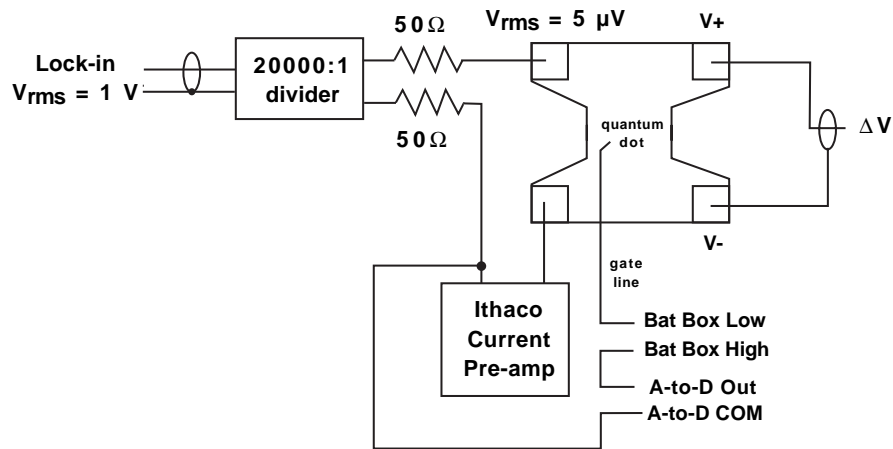 50Ω
Vrms = 5 µV
V+
Lock-in
Vrms = 1 V
20000:1
divider
50Ω
quantum
dot
ΔV
V-
gate
line
Ithaco
Current
Pre-amp
Bat Box Low
Bat Box High
A-to-D Out
A-to-D COM